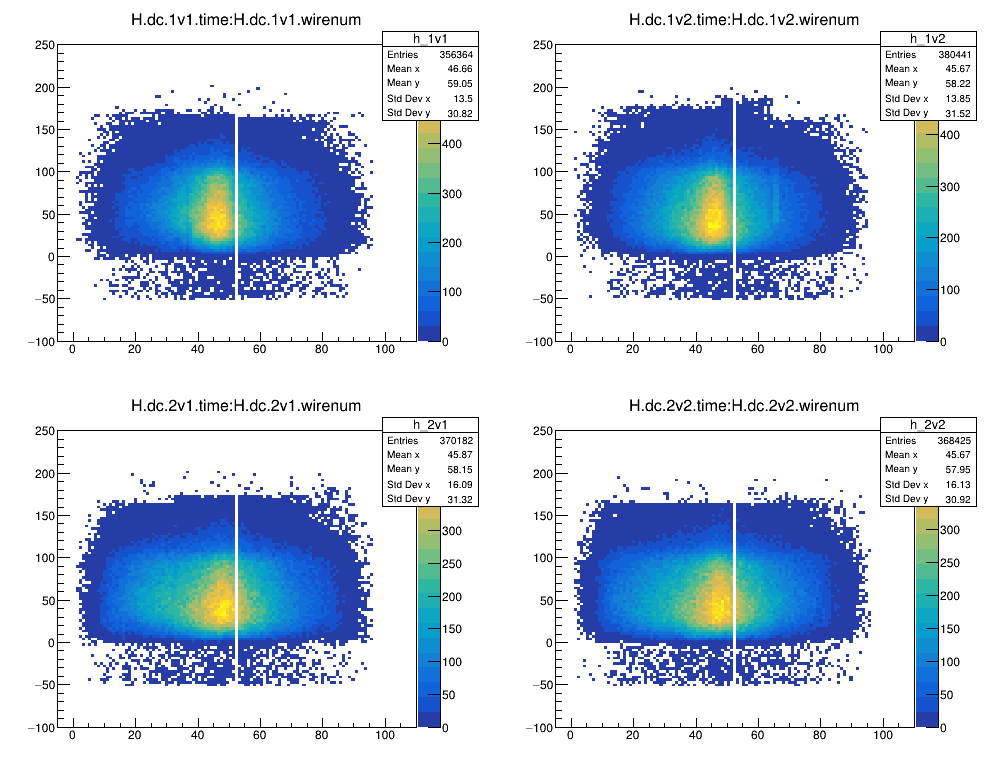 H.dc.1v1.time:H.dc.1v1.wirenum
h_1v1
Entries 356364
Mean x 46.66
Mean y 59.05
Std Dev x 13.5
Std Dev y 30.82
250
200
150
100
50
0
−50
−100
0 20 40 60 80 100
400
300
200
100
0
H.dc.1v2.time:H.dc.1v2.wirenum
h_1v2
Entries 380441
Mean x 45.67
Mean y 58.22
Std Dev x 13.85
Std Dev y 31.52
250
200
150
100
50
0
−50
−100
0 20 40 60 80 100
400
300
200
100
0
H.dc.2v1.time:H.dc.2v1.wirenum
h_2v1
Entries 370182
Mean x 45.87
Mean y 58.15
Std Dev x 16.09
Std Dev y 31.32
250
200
150
100
50
0
−50
−100
0 20 40 60 80 100
300
250
200
150
100
50
0
H.dc.2v2.time:H.dc.2v2.wirenum
h_2v2
Entries 368425
Mean x 45.67
Mean y 57.95
Std Dev x 16.13
Std Dev y 30.92
250
200
150
100
50
0
−50
−100
0 20 40 60 80 100
300
250
200
150
100
50
0